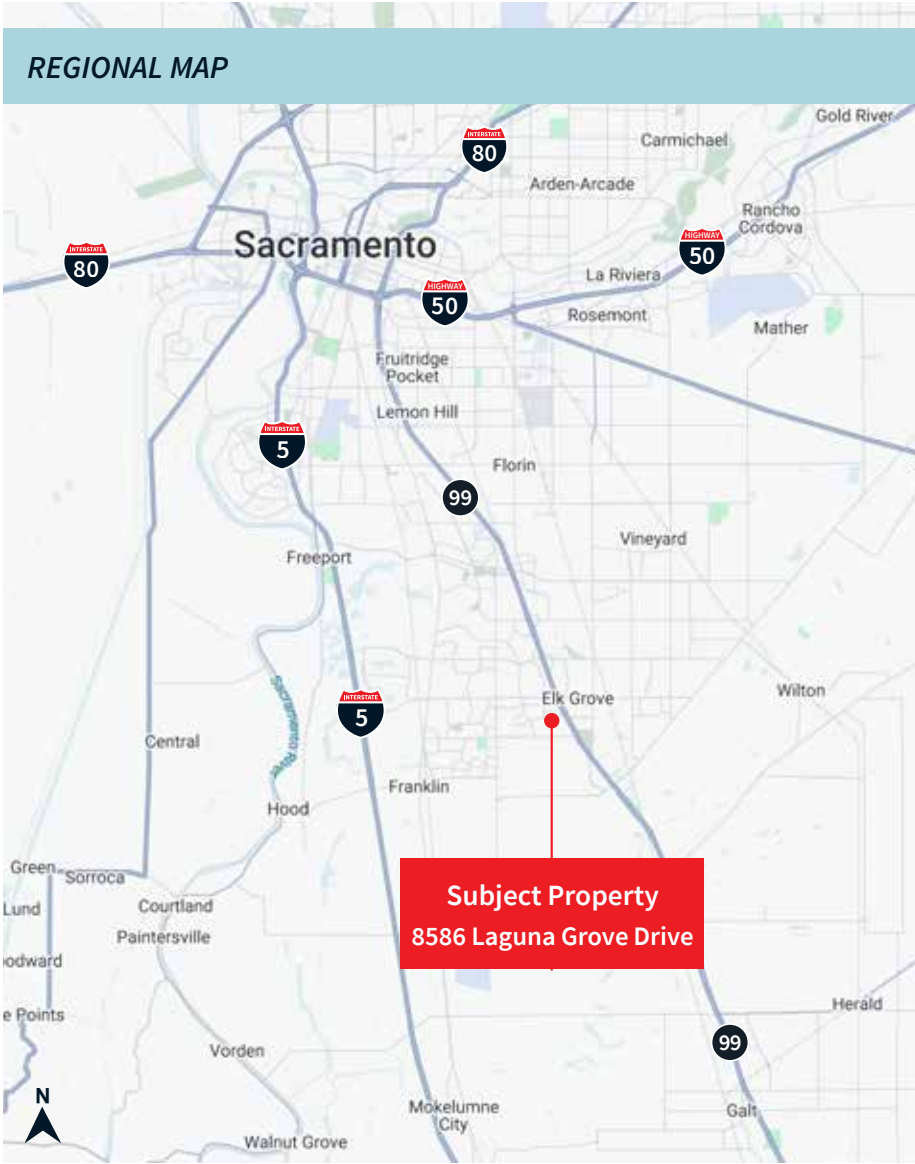 REGIONAL MAP
Gold River
INTERSTATE
80
Carmichael
Arden-Arcade
Rancho
Cordova
HIGHWAY
50
Sacramento
INTERSTATE
80
La Riviera
HIGHWAY
50
Rosemont
Mather
Fruitridge
Pocket
Lemon Hill
INTERSTATE
5
Florin
99
Vineyard
Freeport
Sacramento River
INTERSTATE
5
Elk Grove
Wilton
Central
Franklin
Hood
Green
Sorroca
Lund
Courtland
Paintersville
oodward
Subject Property
8586 Laguna Grove Drive
e Points
Herald
Vorden
99
N
Mokelumne
City
Galt
Walnut Grove